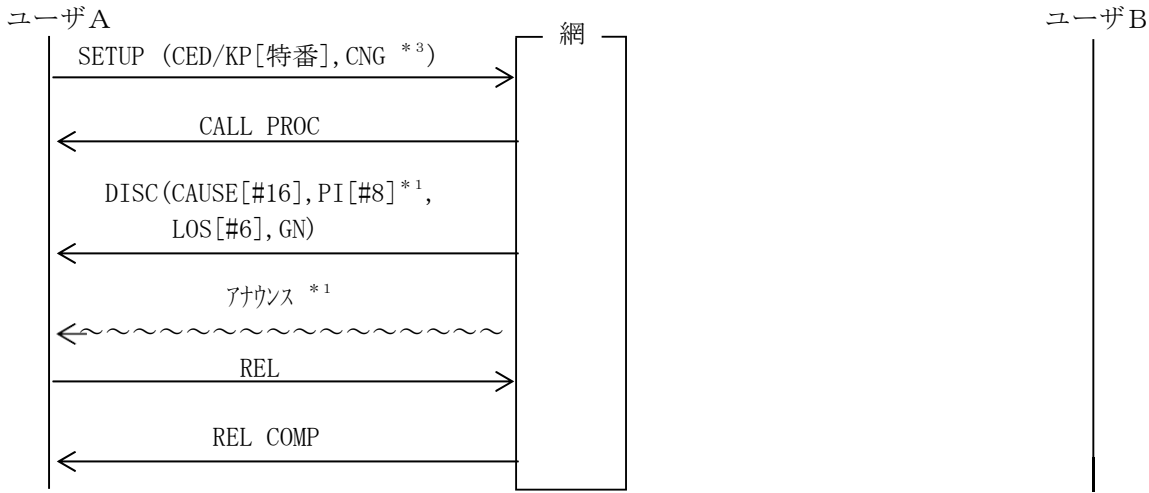 ユーザA
ユーザB
網
SETUP (CED/KP[特番],CNG *3)
CALL PROC
DISC(CAUSE[#16],PI[#8]*1,
LOS[#6],GN)
ｱﾅｳﾝｽ *1
~~~~~~~~~~~~~~~~
REL
REL COMP